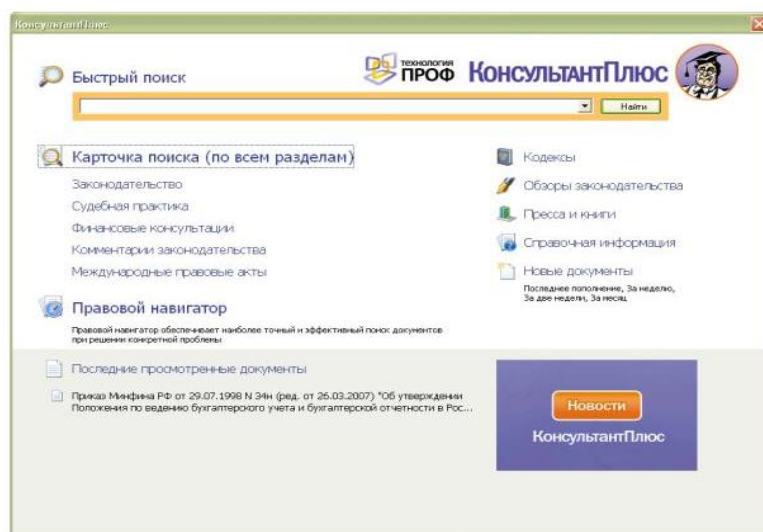 КонсультантПлюс
Быстрый поиск
технология
ПРОФ
КонсультантПлюс
Найти
Карточка поиска (по всем разделам)
Законодательство
Судебная практика
Финансовые консультации
Комментарии законодательства
Международные правовые акты
Кодексы
Обзоры законодательства
Пресса и книги
Справочная информация
Новые документы
Последнее пополнение, За неделю,
За две недели, За месяц
Правовой навигатор
Правовой навигатор обеспечивает наиболее точный и эффективный поиск документов
при решении конкретной проблемы
Последние просмотренные документы
Приказ Минфина РФ от 29.07.1998 N 34н (ред. от 26.03.2007) "Об утверждении
Положения по ведению бухгалтерского учета и бухгалтерской отчетности в Рос...
Новости
КонсультантПлюс